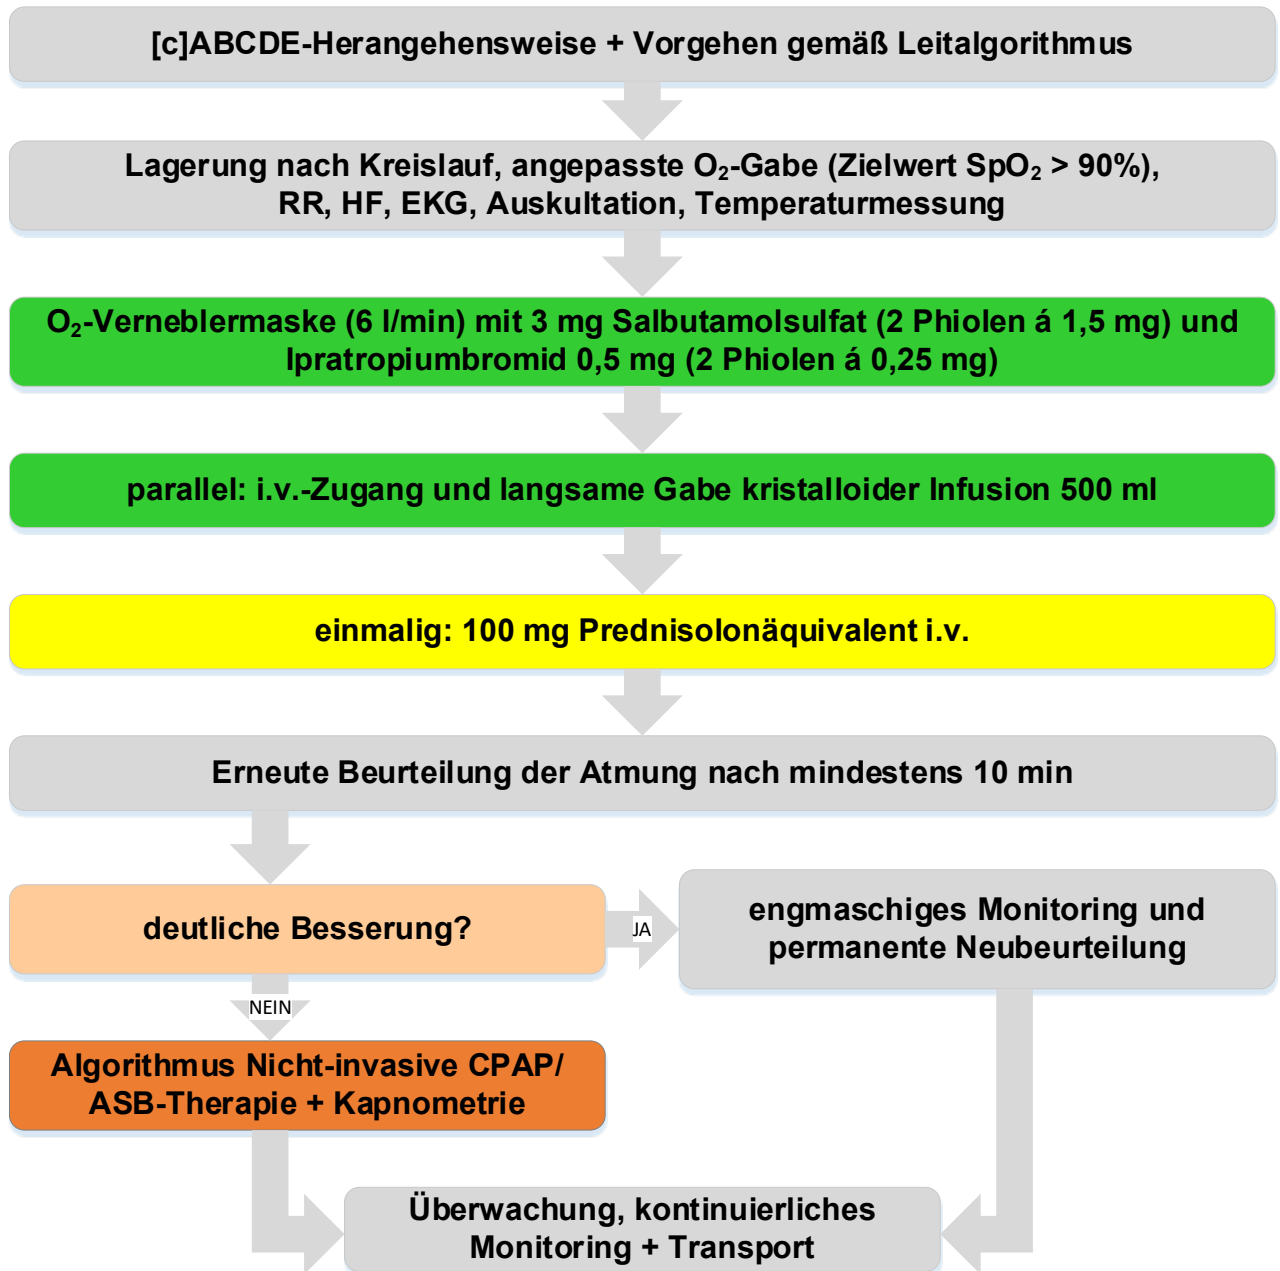 [c]ABCDE-Herangehensweise + Vorgehen gemäß Leitalgorithmus
Lagerung nach Kreislauf, angepasste O₂-Gabe (Zielwert SpO₂ > 90%),
RR, HF, EKG, Auskultation, Temperaturmessung
O₂-Verneblermaske (6 l/min) mit 3 mg Salbutamolsulfat (2 Phiolen á 1,5 mg) und
Ipratropiumbromid 0,5 mg (2 Phiolen á 0,25 mg)
parallel: i.v.-Zugang und langsame Gabe kristalloider Infusion 500 ml
einmalig: 100 mg Prednisolonäquivalent i.v.
Erneute Beurteilung der Atmung nach mindestens 10 min
deutliche Besserung?
JA
engmaschiges Monitoring und
permanente Neubeurteilung
NEIN
Algorithmus Nicht-invasive CPAP/
ASB-Therapie + Kapnometrie
Überwachung, kontinuierliches
Monitoring + Transport